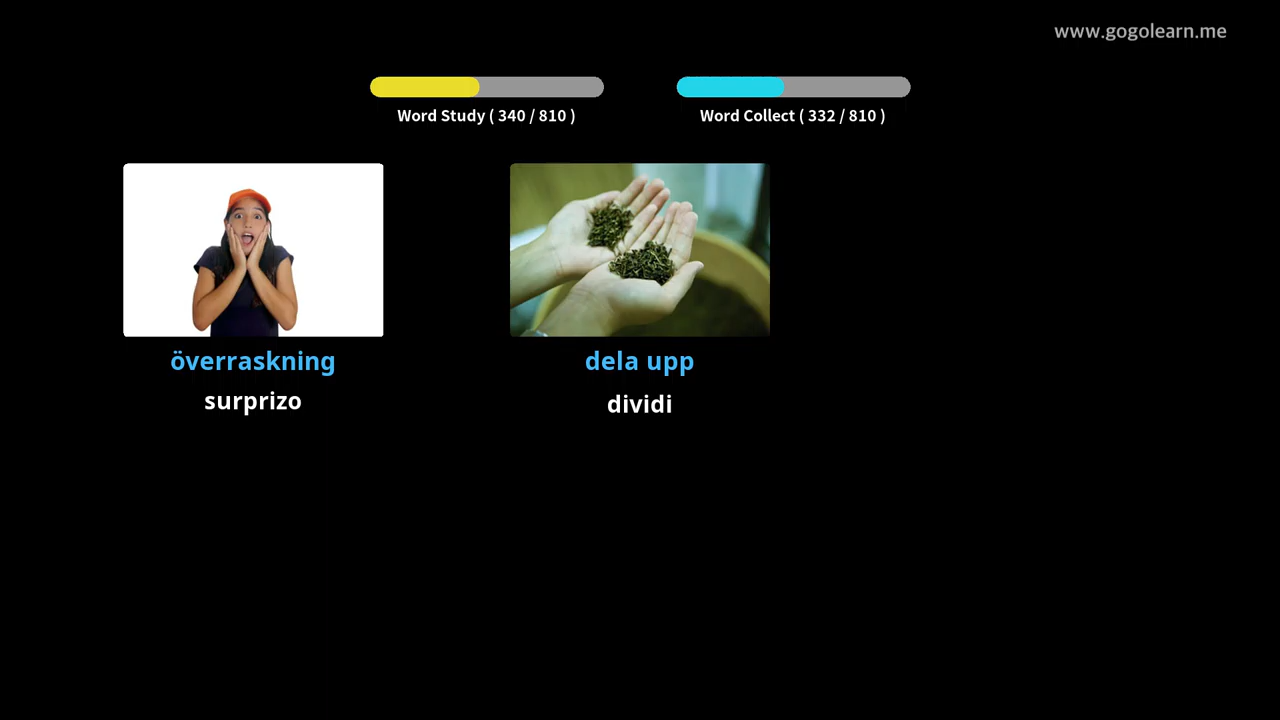 www.gogolearn.me
Word Study ( 340 / 810 )
Word Collect ( 332 / 810 )
överraskning
surprizo
dela upp
dividi